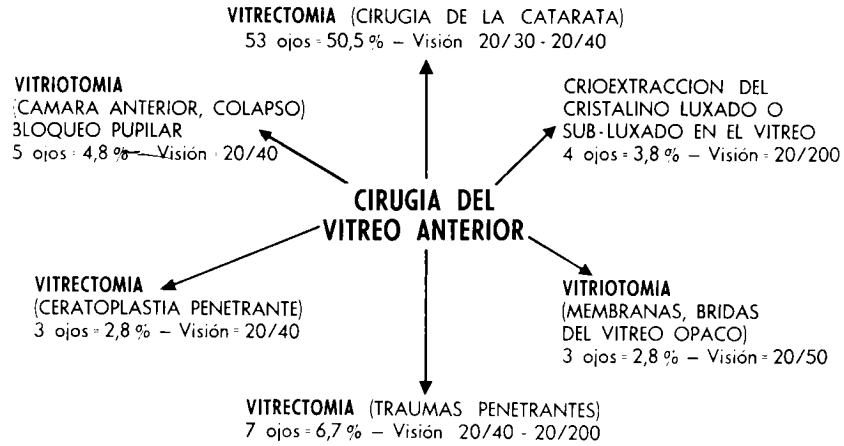 VITRECTOMIA (CIRUGIA DE LA CATARATA)
53 ojos = 50,5 % – Visión 20/30 - 20/40
VITRIOTOMIA
(CAMARA ANTERIOR, COLAPSO)
BLOQUEO PUPILAR
5 ojos = 4,8 % – Visión = 20/40
CRIOEXTRACCION DEL
CRISTALINO LUXADO O
SUB-LUXADO EN EL VITREO
4 ojos = 3,8 % – Visión = 20/200
CIRUGIA DEL
VITREO ANTERIOR
VITRECTOMIA
(CERATOPLASTIA PENETRANTE)
3 ojos = 2,8 % – Visión = 20/40
VITRIOTOMIA
(MEMBRANAS, BRIDAS
DEL VITREO OPACO)
3 ojos = 2,8 % – Visión = 20/50
VITRECTOMIA (TRAUMAS PENETRANTES)
7 ojos = 6,7 % – Visión 20/40 - 20/200